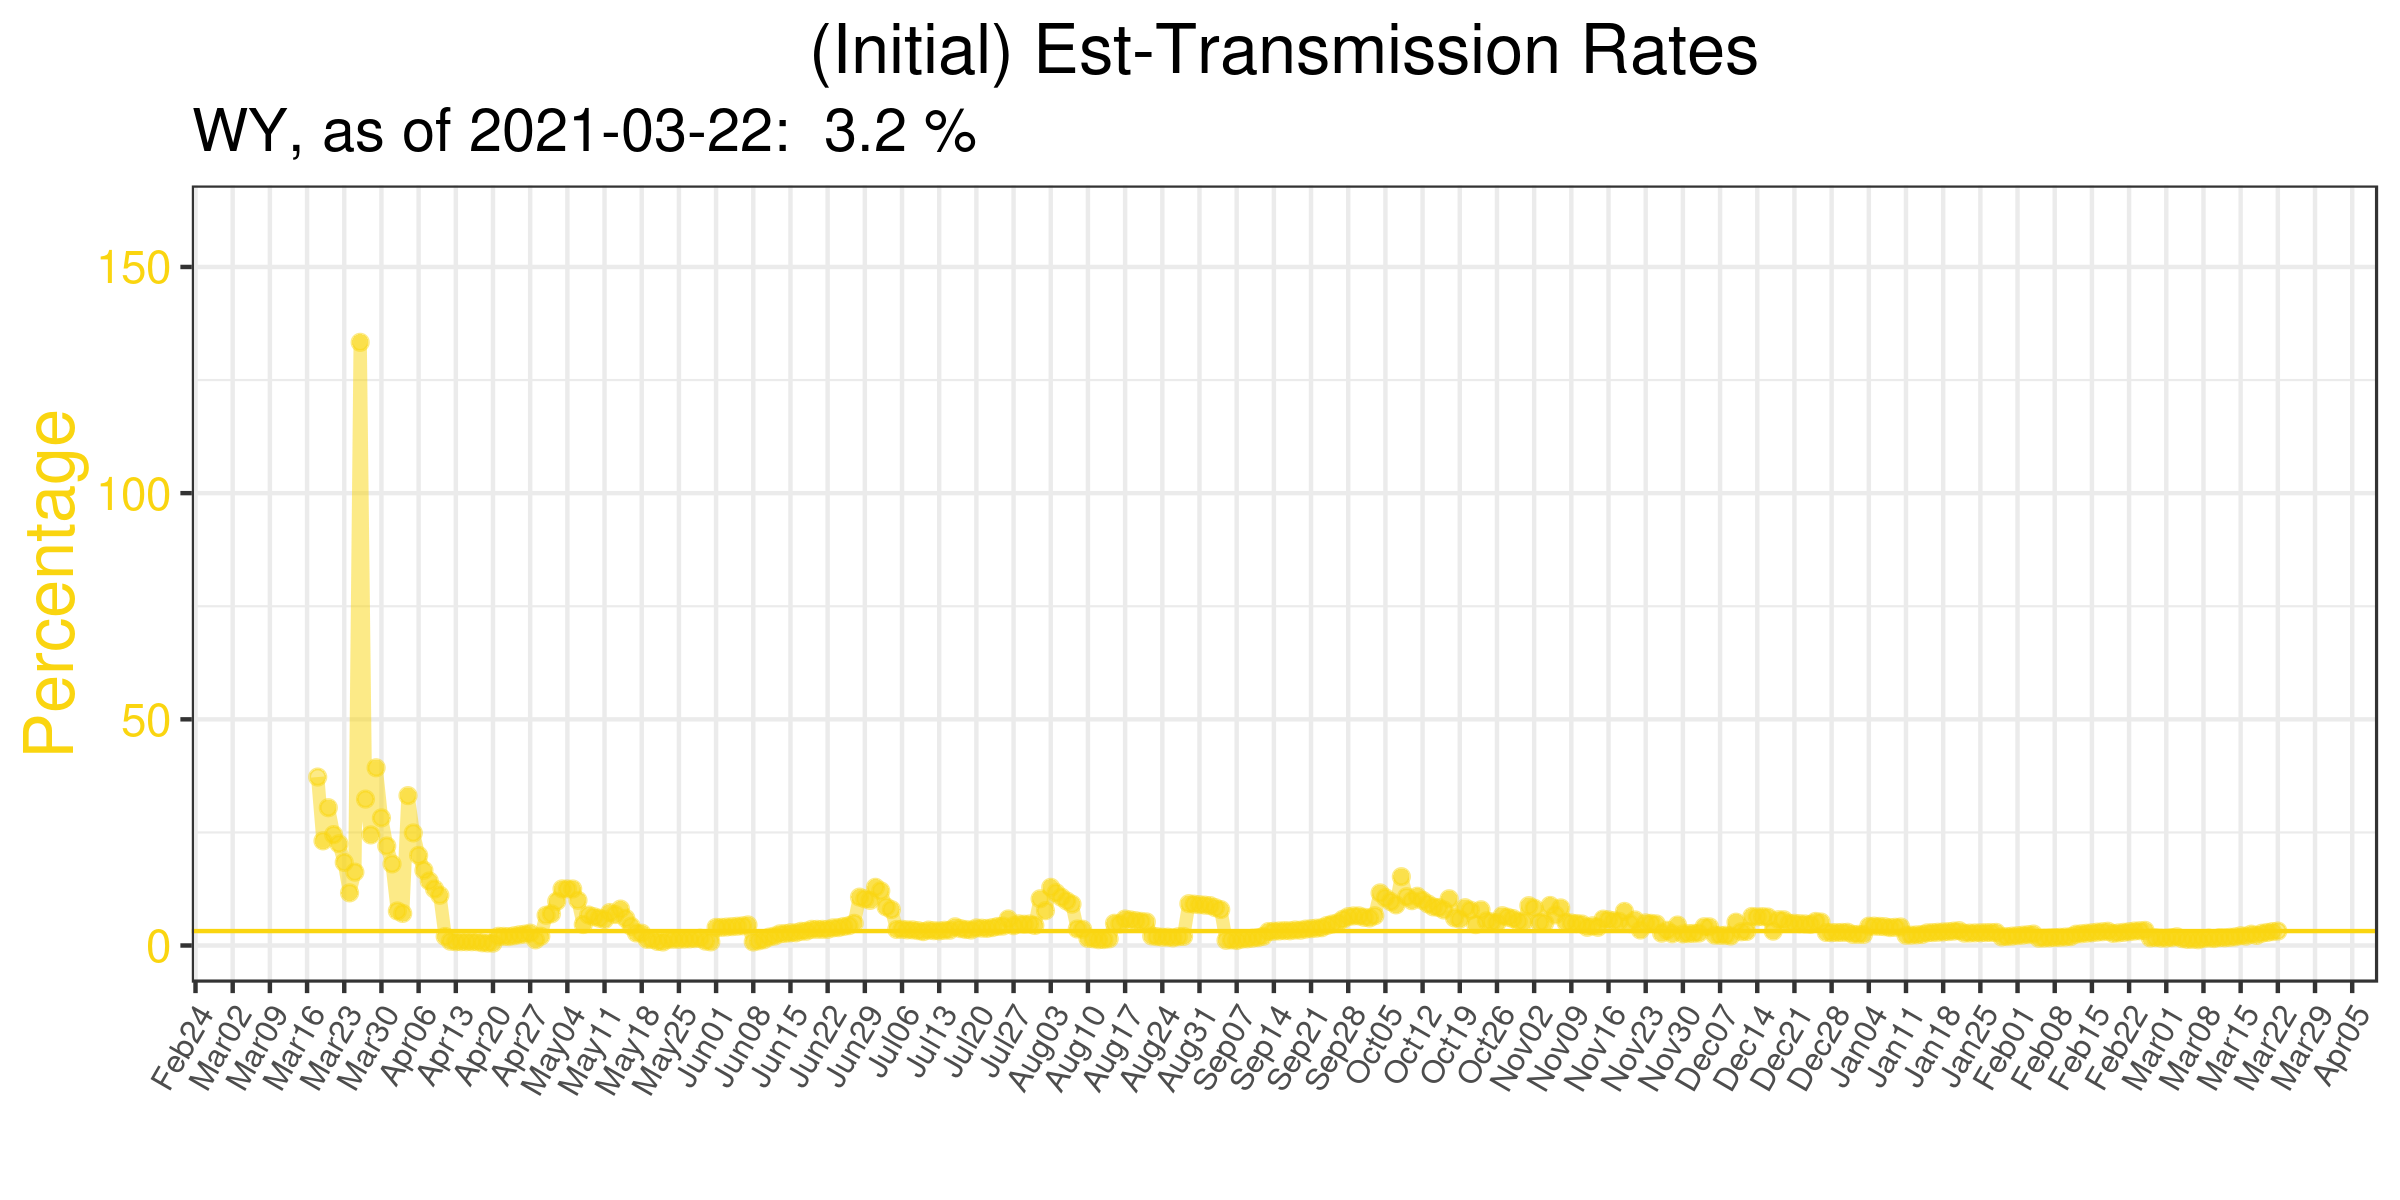 (Initial) Est-Transmission Rates
WY, as of 2021-03-22:  3.2 %
Percentage
150
100
50
0
Feb24
Mar02
Mar09
Mar16
Mar23
Mar30
Apr06
Apr13
Apr20
Apr27
May04
May11
May18
May25
Jun01
Jun08
Jun15
Jun22
Jun29
Jul06
Jul13
Jul20
Jul27
Aug03
Aug10
Aug17
Aug24
Aug31
Sep07
Sep14
Sep21
Sep28
Oct05
Oct12
Oct19
Oct26
Nov02
Nov09
Nov16
Nov23
Nov30
Dec07
Dec14
Dec21
Dec28
Jan04
Jan11
Jan18
Jan25
Feb01
Feb08
Feb15
Feb22
Mar01
Mar08
Mar15
Mar22
Mar29
Apr05